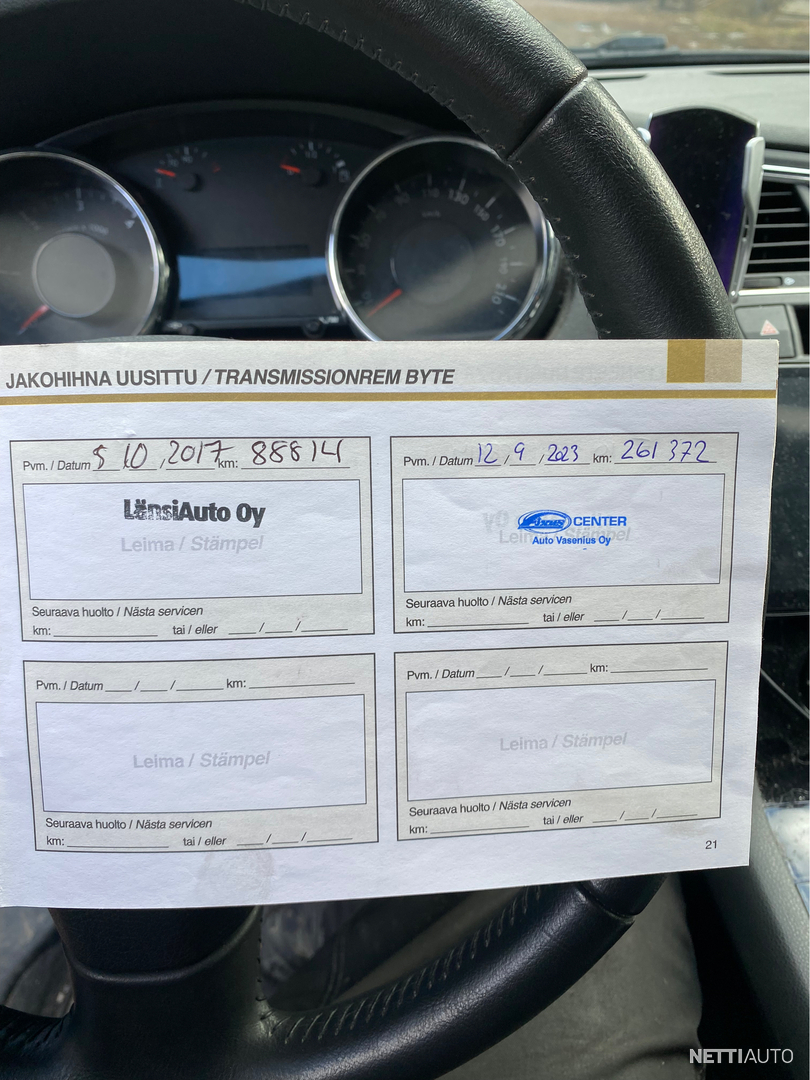 JAKOHIHNA UUSITTU / TRANSMISSIONREM BYTE
Pvm. / Datum 5 10, 2017 km: 88814
LänsiAuto Oy
Leima / Stämpel
Seuraava huolto / Nästa servicen
km: tai / eller / /
Pvm. / Datum 12 / 9 / 2023 km: 261 372
Fixus CENTER
Leima / Stämpel
Auto Vasenius Oy
Seuraava huolto / Nästa servicen
km: tai / eller / /
Pvm. / Datum / / km:
Leima / Stämpel
Seuraava huolto / Nästa servicen
km: tai / eller / /
Pvm. / Datum / / km:
Leima / Stämpel
Seuraava huolto / Nästa servicen
km: tai / eller / /
21
NETTIAUTO